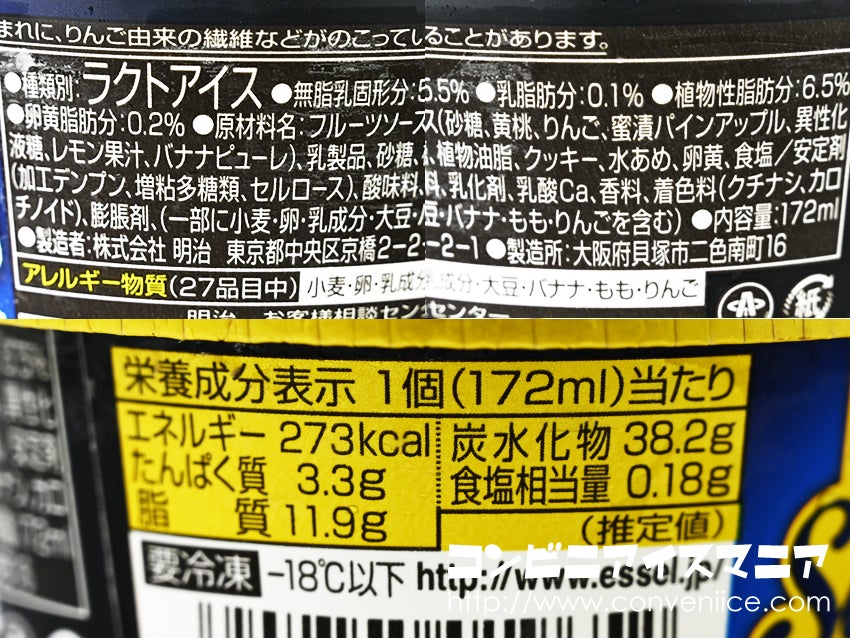 まれに、りんご由来の繊維などがのこっていることがあります。
●種類別:ラクトアイス ●無脂乳固形分:5.5% ●乳脂肪分:0.1% ●植物性脂肪分:6.5%
●卵黄脂肪分:0.2% ●原材料名:フルーツソース(砂糖、黄桃、りんご、蜜漬パインアップル、異性化
液糖、レモン果汁、バナナピューレ)、乳製品、砂糖、植物油脂、クッキー、水あめ、卵黄、食塩/安定剤
(加工デンプン、増粘多糖類、セルロース)、酸味料、乳化剤、乳酸Ca、香料、着色料(クチナシ、カロ
チノイド)、膨脹剤、(一部に小麦・卵・乳成分・大豆・バナナ・もも・りんごを含む) ●内容量:172ml
●製造者:株式会社 明治 東京都中央区京橋2-2-1 ●製造所:大阪府貝塚市二色南町16
アレルギー物質(27品目中) 小麦・卵・乳成分・大豆・バナナ・もも・りんご
紙
明治 お客様相談センター
栄養成分表示 1個(172ml)当たり
エネルギー 273kcal 炭水化物 38.2g
たんぱく質 3.3g 食塩相当量 0.18g
脂質 11.9g (推定値)
要冷凍 -18℃以下 http://www.essel.jp/
コンビニアイスマニア
http://www.conveniice.com/